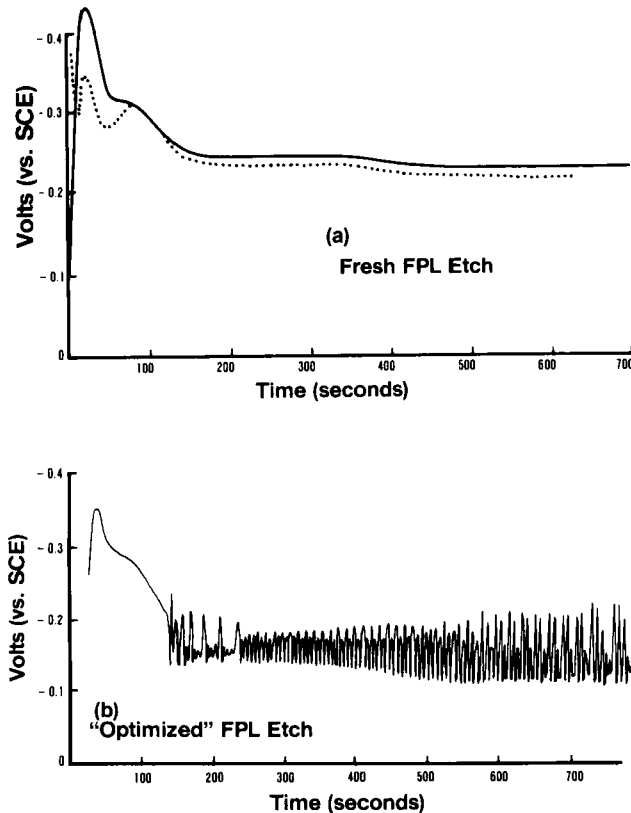 - 0.4
- 0.3
- 0.2
- 0.1
0
Volts (vs. SCE)
(a)
Fresh FPL Etch
100 200 300 400 500 600 700
Time (seconds)
- 0.4
- 0.3
- 0.2
- 0.1
0
Volts (vs. SCE)
(b)
“Optimized” FPL Etch
100 200 300 400 500 600 700
Time (seconds)